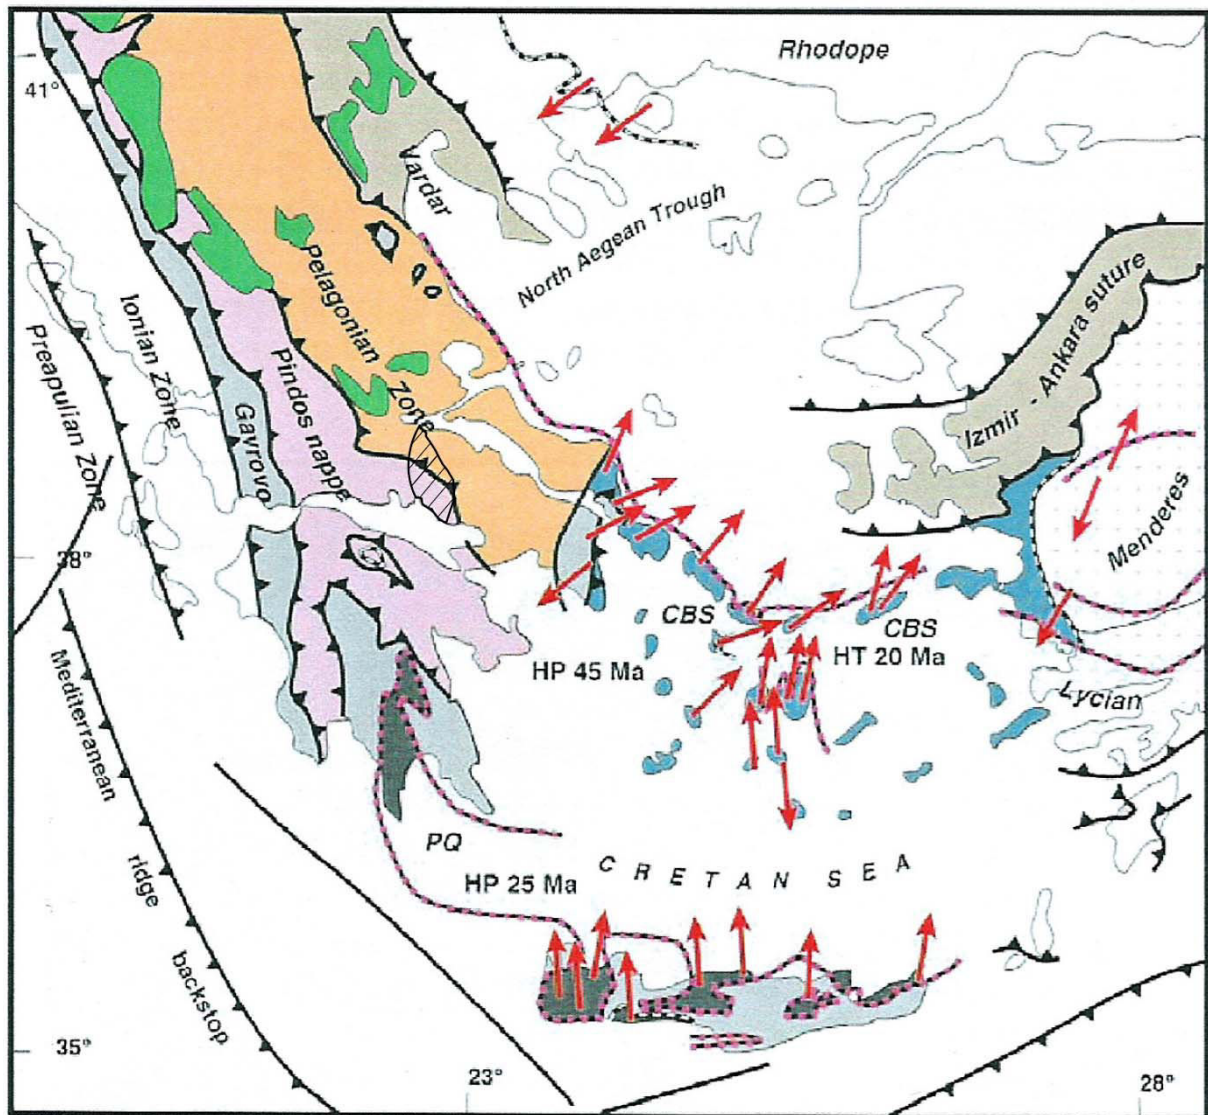 Rhodope
41°
Vardar
North Aegean Trough
Pelagonian
Zone
Ionian Zone
Preapulian Zone
Pindos nappe
Gavrovo
Izmir - Ankara suture
Menderes
38°
CBS
CBS
HP 45 Ma
HT 20 Ma
Lycian
Mediterranean
ridge
backstop
PQ
CRETAN SEA
HP 25 Ma
35°
23°
28°